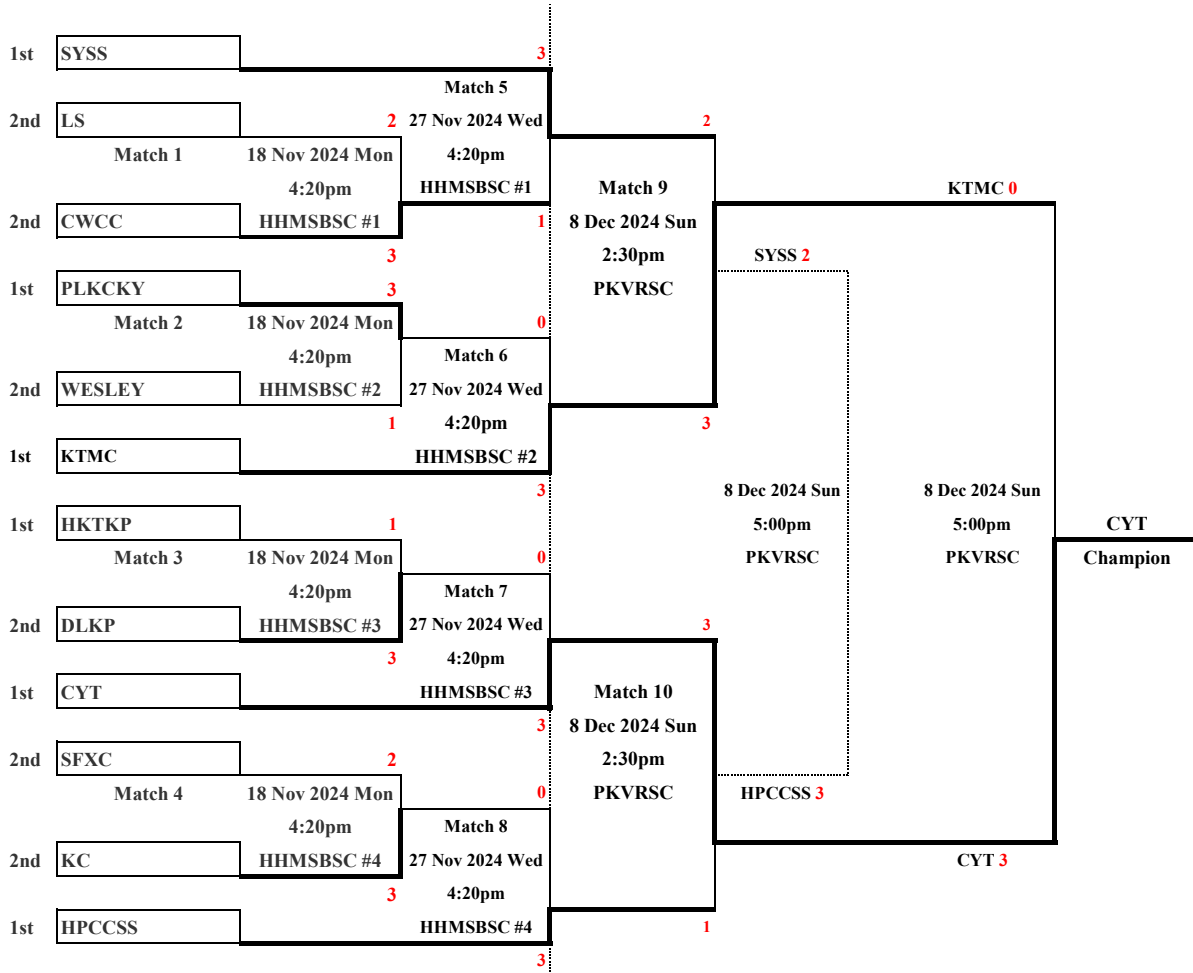 1st SYSS 3
Match 5
2nd LS 2 27 Nov 2024 Wed 2
Match 1 18 Nov 2024 Mon 4:20pm
4:20pm HHMSBSC #1 Match 9 KTMC 0
2nd CWCC HHMSBSC #1 1 8 Dec 2024 Sun
3 2:30pm SYSS 2
1st PLKCKY 3 PKVRSC
Match 2 18 Nov 2024 Mon 0
4:20pm Match 6
2nd WESLEY HHMSBSC #2 27 Nov 2024 Wed
1 4:20pm 3
1st KTMC HHMSBSC #2
3 8 Dec 2024 Sun 8 Dec 2024 Sun
1st HKTKP 1 5:00pm 5:00pm CYT
Match 3 18 Nov 2024 Mon 0 PKVRSC PKVRSC Champion
4:20pm Match 7
2nd DLKP HHMSBSC #3 27 Nov 2024 Wed 3
3 4:20pm
1st CYT HHMSBSC #3 Match 10
3 8 Dec 2024 Sun
2nd SFXC 2 2:30pm
Match 4 18 Nov 2024 Mon 0 PKVRSC HPCCSS 3
4:20pm Match 8
2nd KC HHMSBSC #4 27 Nov 2024 Wed CYT 3
3 4:20pm
1st HPCCSS HHMSBSC #4 1
3